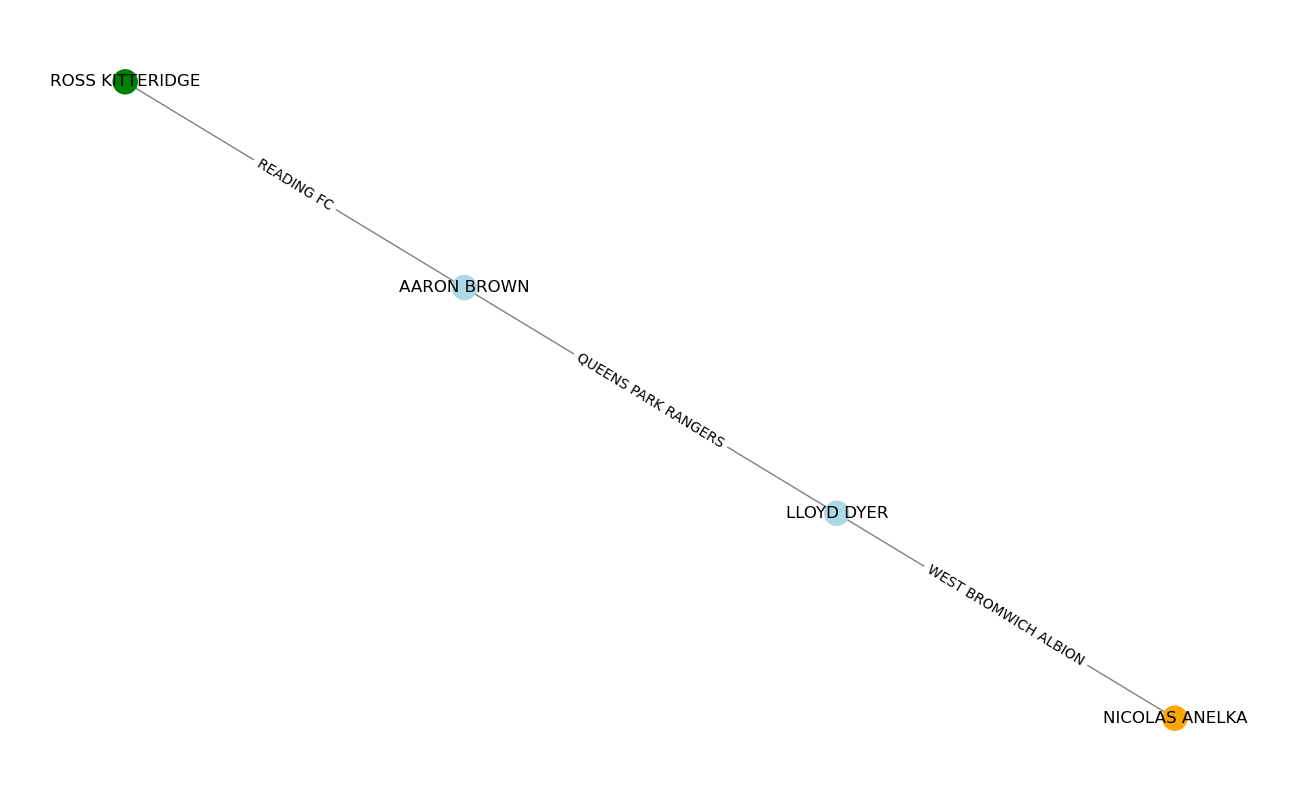 ROSS KITTERIDGE
READING FC
AARON BROWN
QUEENS PARK RANGERS
LLOYD DYER
WEST BROMWICH ALBION
NICOLAS ANELKA